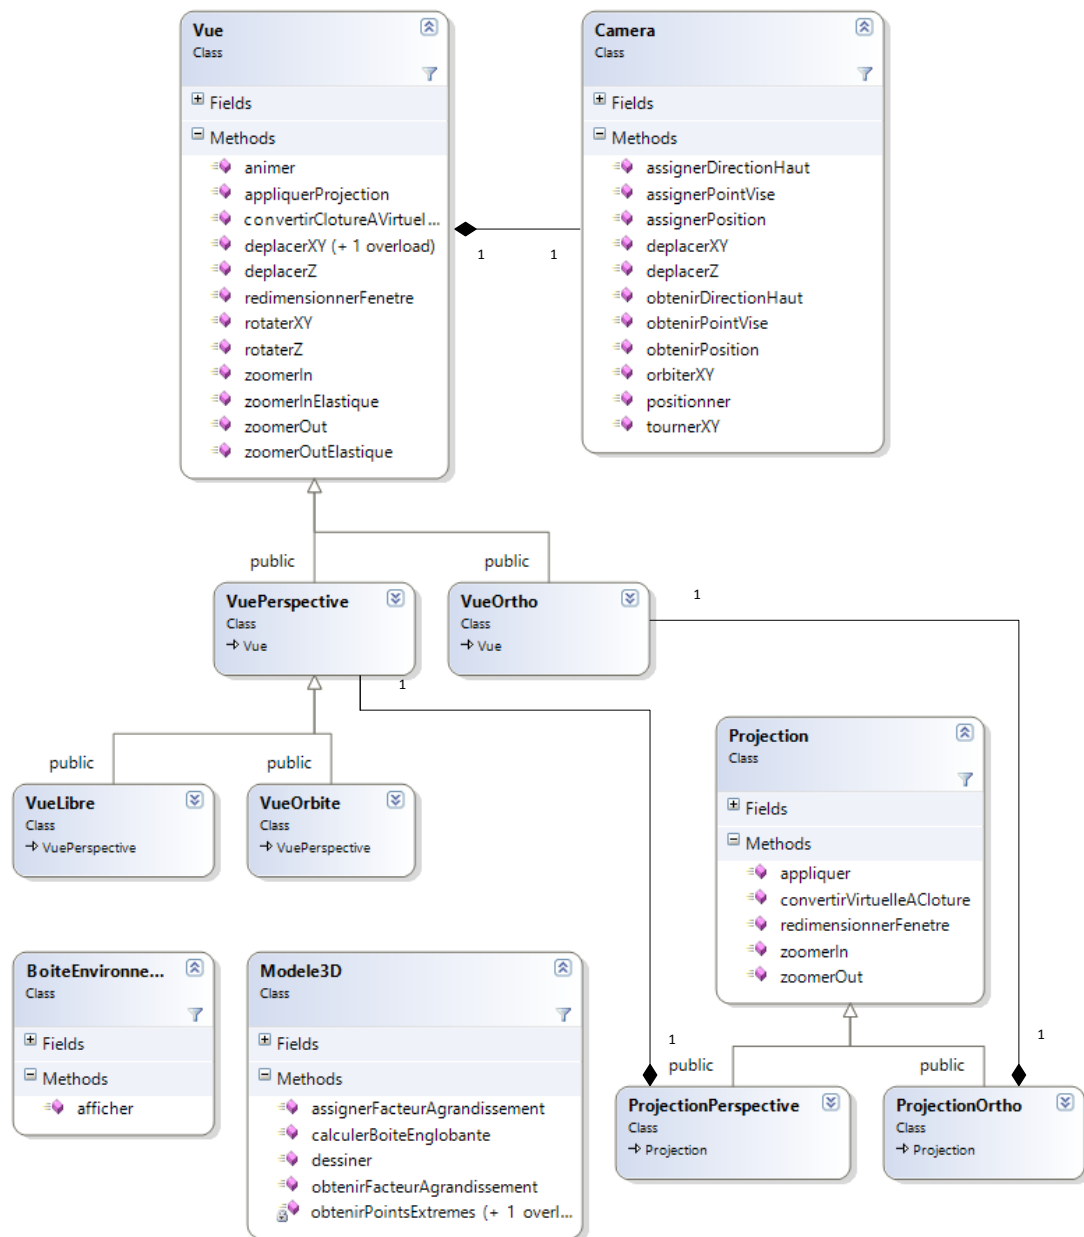 Vue
Class
Fields
Methods
animer
appliquerProjection
convertirClotureAVirtuel ...
deplacerXY (+ 1 overload)
deplacerZ
redimensionnerFenetre
rotaterXY
rotaterZ
zoomerIn
zoomerInElastique
zoomerOut
zoomerOutElastique
1
1
Camera
Class
Fields
Methods
assignerDirectionHaut
assignerPointVise
assignerPosition
deplacerXY
deplacerZ
obtenirDirectionHaut
obtenirPointVise
obtenirPosition
orbiterXY
positionner
tournerXY
public
public
VuePerspective
Class
Vue
VueOrtho
Class
Vue
1
1
public
public
VueLibre
Class
VuePerspective
VueOrbite
Class
VuePerspective
Projection
Class
Fields
Methods
appliquer
convertirVirtuelleACloture
redimensionnerFenetre
zoomerIn
zoomerOut
BoiteEnvironne...
Class
Fields
Methods
afficher
Modele3D
Class
Fields
Methods
assignerFacteurAgrandissement
calculerBoiteEnglobante
dessiner
obtenirFacteurAgrandissement
obtenirPointsExtremes (+ 1 overl...
1
1
public
public
ProjectionPerspective
Class
Projection
ProjectionOrtho
Class
Projection